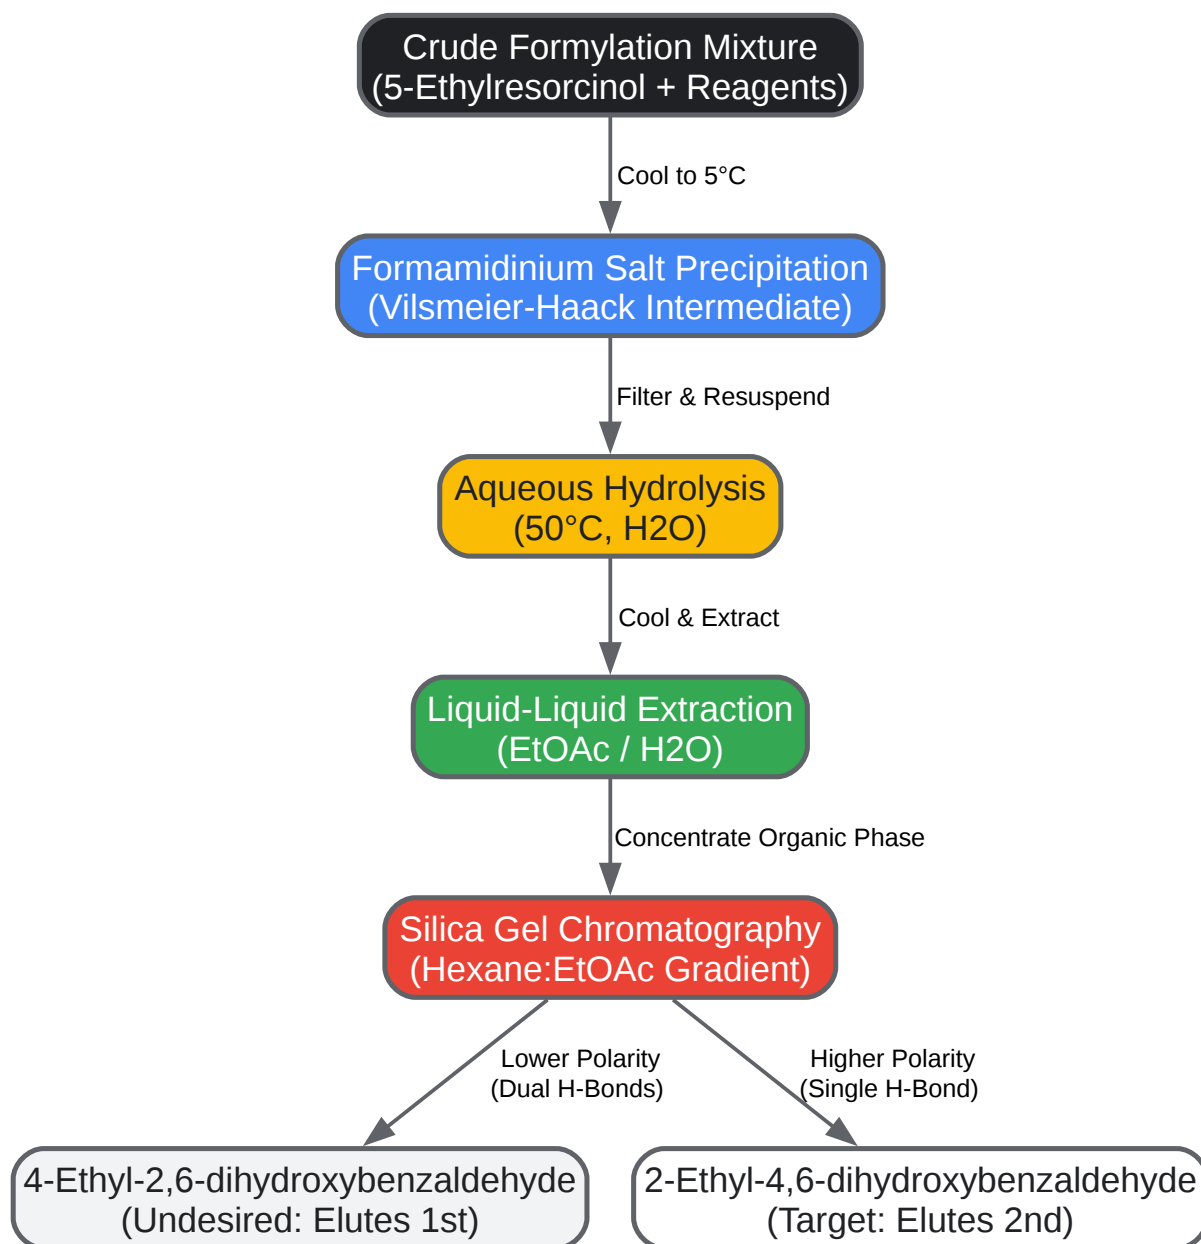 Crude Formylation Mixture
(5-Ethylresorcinol + Reagents)
Cool to 5°C
Formamidinium Salt Precipitation
(Vilsmeier-Haack Intermediate)
Filter & Resuspend
Aqueous Hydrolysis
(50°C, H2O)
Cool & Extract
Liquid-Liquid Extraction
(EtOAc / H2O)
Concentrate Organic Phase
Silica Gel Chromatography
(Hexane:EtOAc Gradient)
Lower Polarity
(Dual H-Bonds)
Higher Polarity
(Single H-Bond)
4-Ethyl-2,6-dihydroxybenzaldehyde
(Undesired: Elutes 1st)
2-Ethyl-4,6-dihydroxybenzaldehyde
(Target: Elutes 2nd)